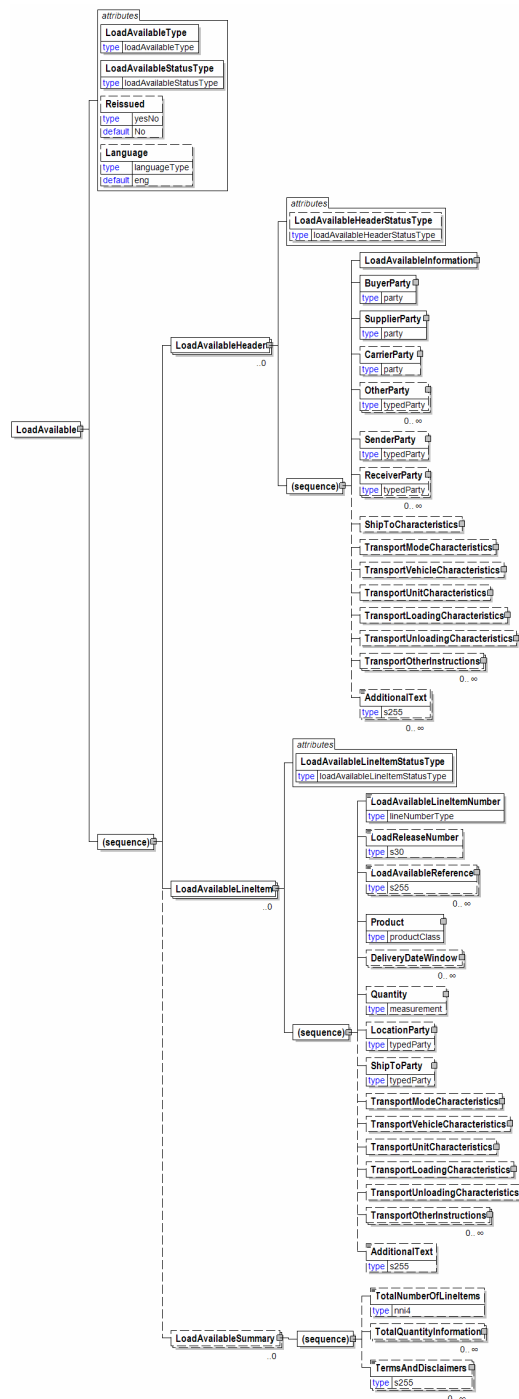 attributes
LoadAvailableType
type loadAvailableType
LoadAvailableStatusType
type loadAvailableStatusType
Reissued
type yesNo
default No
Language
type languageType
default eng
attributes
LoadAvailableHeaderStatusType
type loadAvailableHeaderStatusType
LoadAvailableInformation
BuyerParty
type party
SupplierParty
type party
LoadAvailableHeader
..0
CarrierParty
type party
OtherParty
type typedParty
0.. ∞
LoadAvailable
SenderParty
type typedParty
ReceiverParty
type typedParty
0.. ∞
(sequence)
ShipToCharacteristics
TransportModeCharacteristics
TransportVehicleCharacteristics
TransportUnitCharacteristics
TransportLoadingCharacteristics
TransportUnloadingCharacteristics
TransportOtherInstructions
0.. ∞
AdditionalText
type s255
0.. ∞
attributes
LoadAvailableLineItemStatusType
type loadAvailableLineItemStatusType
LoadAvailableLineItemNumber
type lineNumberType
(sequence)
LoadReleaseNumber
type s30
LoadAvailableReference
type s255
0.. ∞
LoadAvailableLineItem
..0
Product
type productClass
DeliveryDateWindow
0.. ∞
Quantity
type measurement
(sequence)
LocationParty
type typedParty
ShipToParty
type typedParty
TransportModeCharacteristics
TransportVehicleCharacteristics
TransportUnitCharacteristics
TransportLoadingCharacteristics
TransportUnloadingCharacteristics
TransportOtherInstructions
0.. ∞
AdditionalText
type s255
TotalNumberOfLineItems
type nni4
LoadAvailableSummary
..0
(sequence)
TotalQuantityInformation
0.. ∞
TermsAndDisclaimers
type s255
0.. ∞